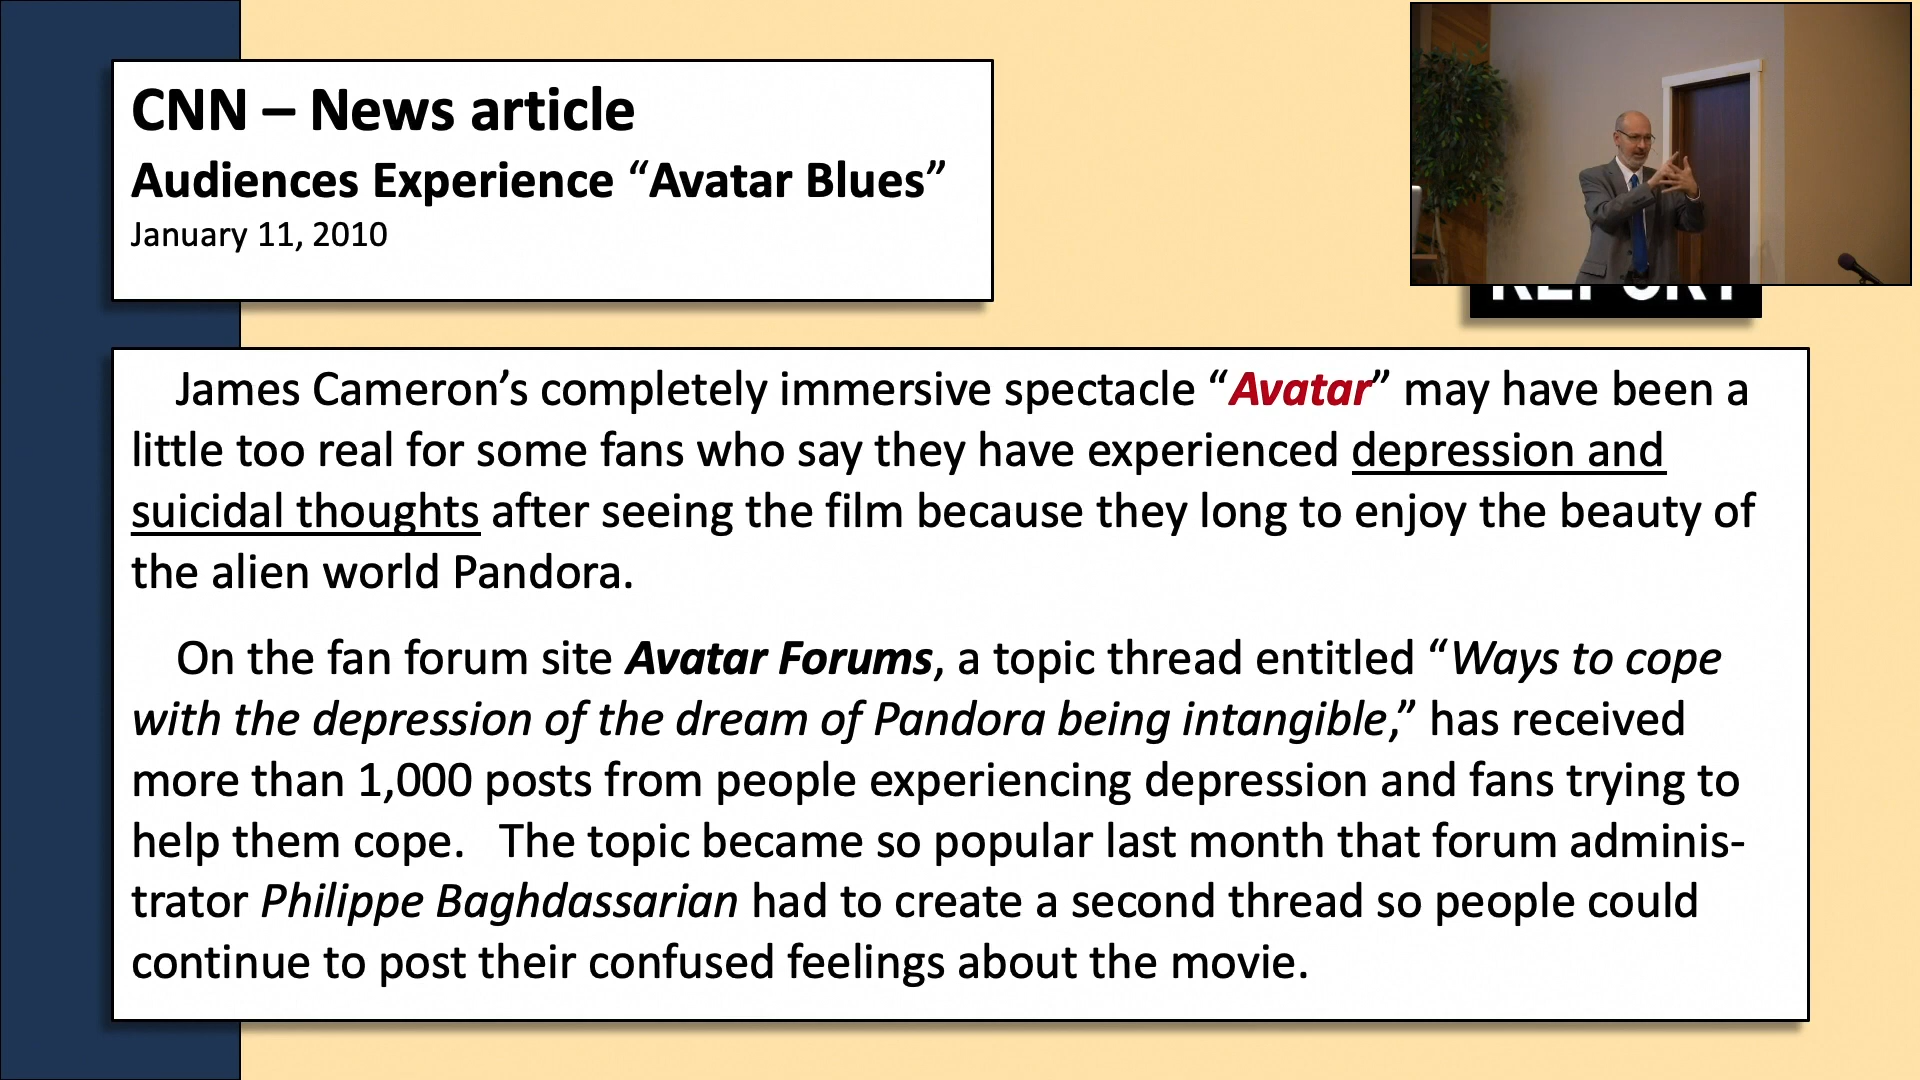 CNN – News article
Audiences Experience “Avatar Blues”
January 11, 2010
REPORT
James Cameron’s completely immersive spectacle “Avatar” may have been a
little too real for some fans who say they have experienced depression and
suicidal thoughts after seeing the film because they long to enjoy the beauty of
the alien world Pandora.
On the fan forum site Avatar Forums, a topic thread entitled “Ways to cope
with the depression of the dream of Pandora being intangible,” has received
more than 1,000 posts from people experiencing depression and fans trying to
help them cope.   The topic became so popular last month that forum adminis-
trator Philippe Baghdassarian had to create a second thread so people could
continue to post their confused feelings about the movie.